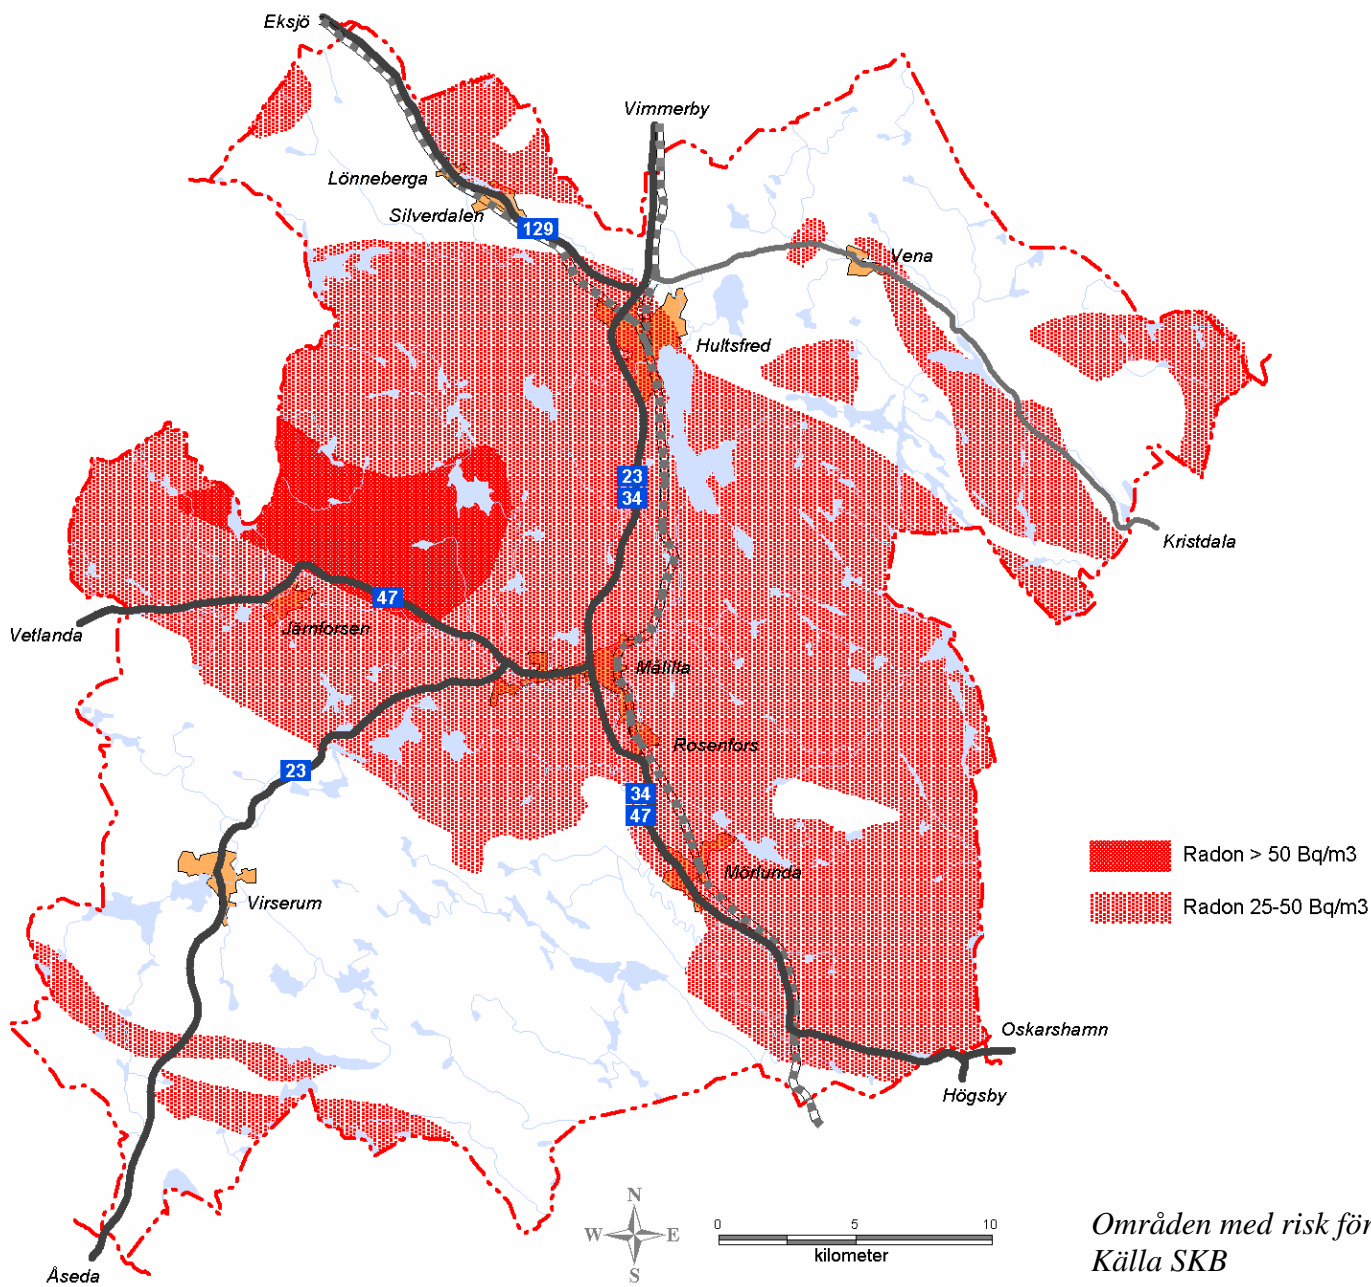 Eksjö
Vimmerby
Lönneberga
Silverdalen
129
Vena
Hultsfred
23
34
Kristdala
47
Järnforsen
Vetlanda
Målilla
Rosenfors
23
34
47
Mörlunda
Virserum
Radon > 50 Bq/m3
Radon 25-50 Bq/m3
Oskarshamn
Högsby
Åseda
N
W E
S
0 5 10
kilometer
Områden med risk för
Källa SKB